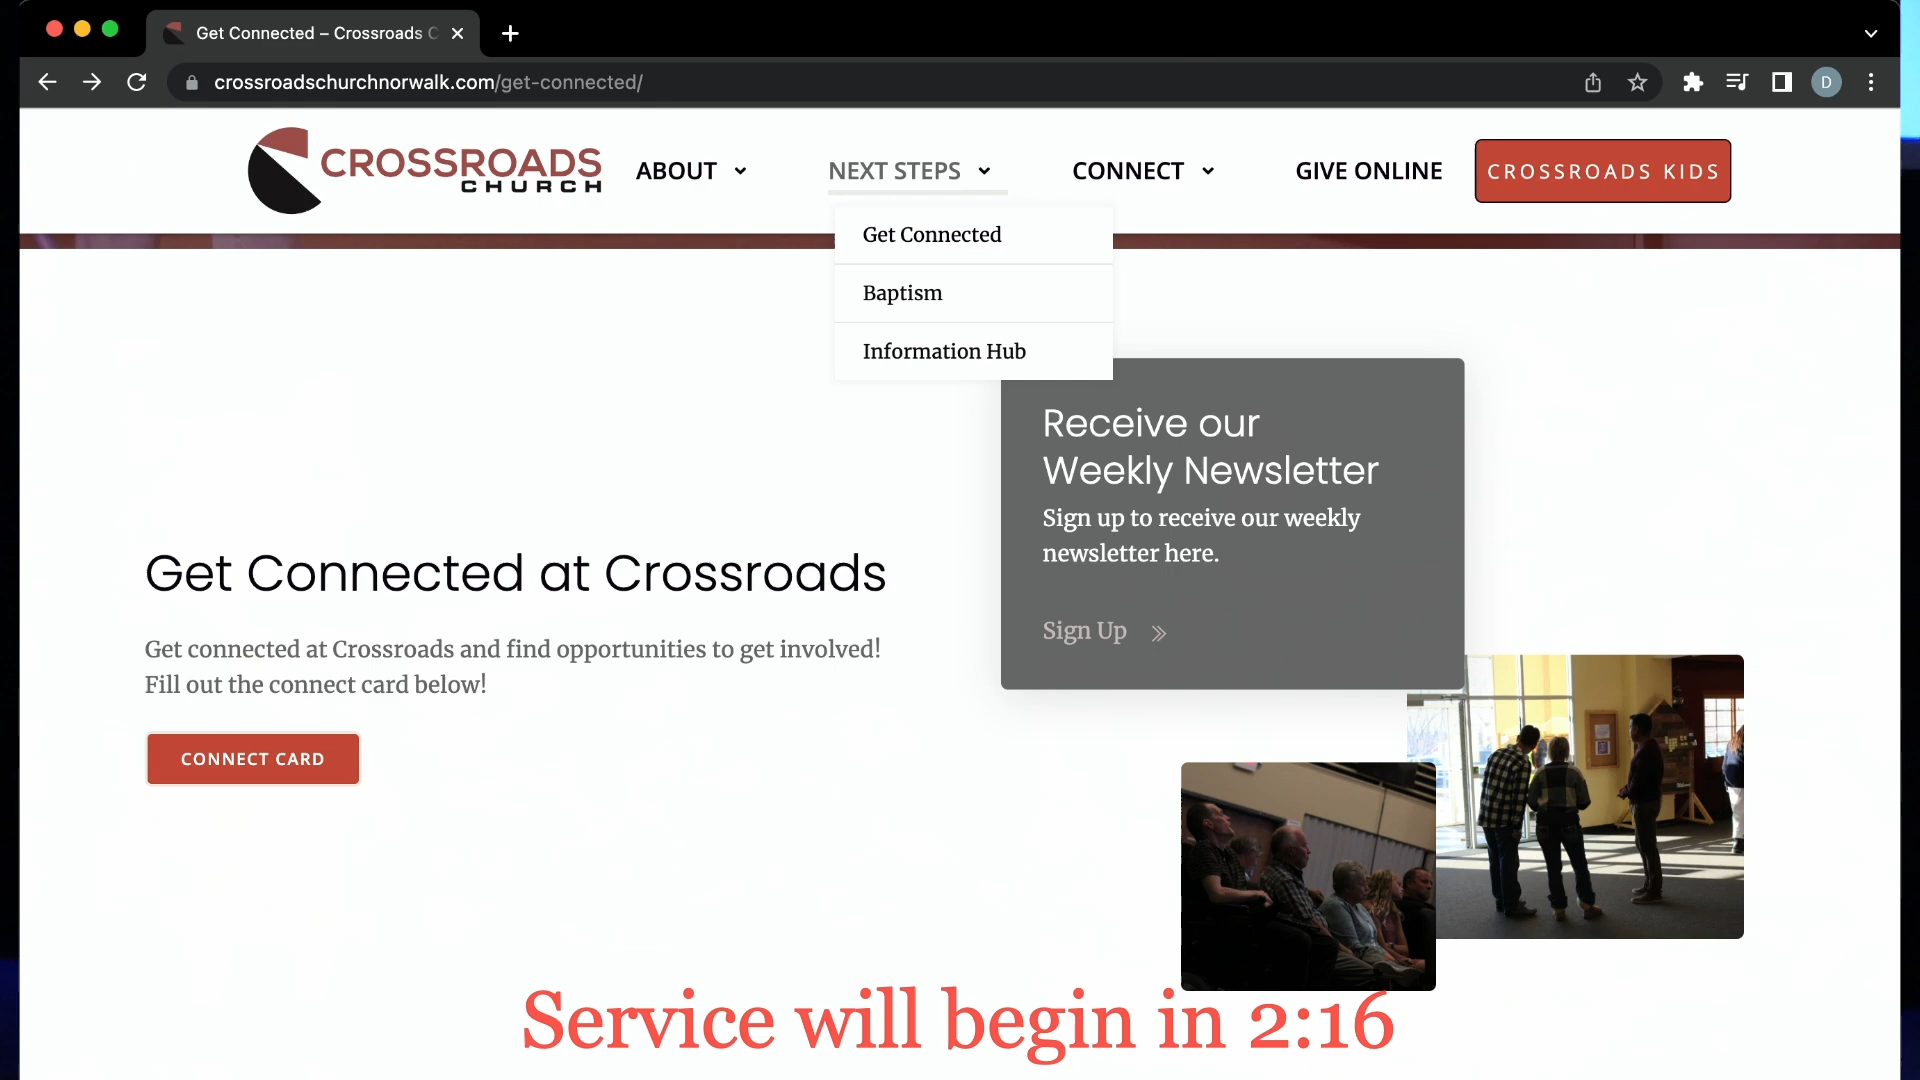 Get Connected – Crossroads C
crossroadschurchnorwalk.com/get-connected/
D
CROSSROADS
CHURCH
ABOUT
NEXT STEPS
CONNECT
GIVE ONLINE
CROSSROADS KIDS
Get Connected
Baptism
Information Hub
Receive our
Weekly Newsletter
Sign up to receive our weekly
newsletter here.
Sign Up
Get Connected at Crossroads
Get connected at Crossroads and find opportunities to get involved!
Fill out the connect card below!
CONNECT CARD
Service will begin in 2:16